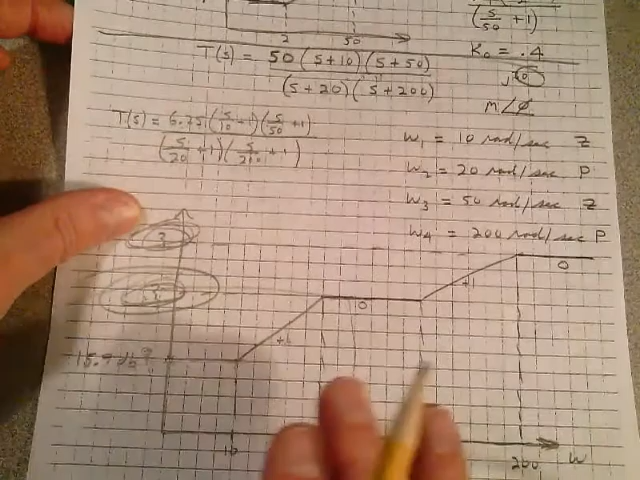 (s/50 + 1)
2 50
K₀ = .4
T(s) = 50(s+10)(s+50)
(s+20)(s+200)
m∠φ
T(s) = 6.25(s/10 + 1)(s/50 + 1)
(s/20 + 1)(s/200 + 1)
w₁ = 10 rad/sec Z
w₂ = 20 rad/sec P
w₃ = 50 rad/sec Z
w₄ = 200 rad/sec P
?
0
+1
?
0
+1
15.9 db?
10
200 w